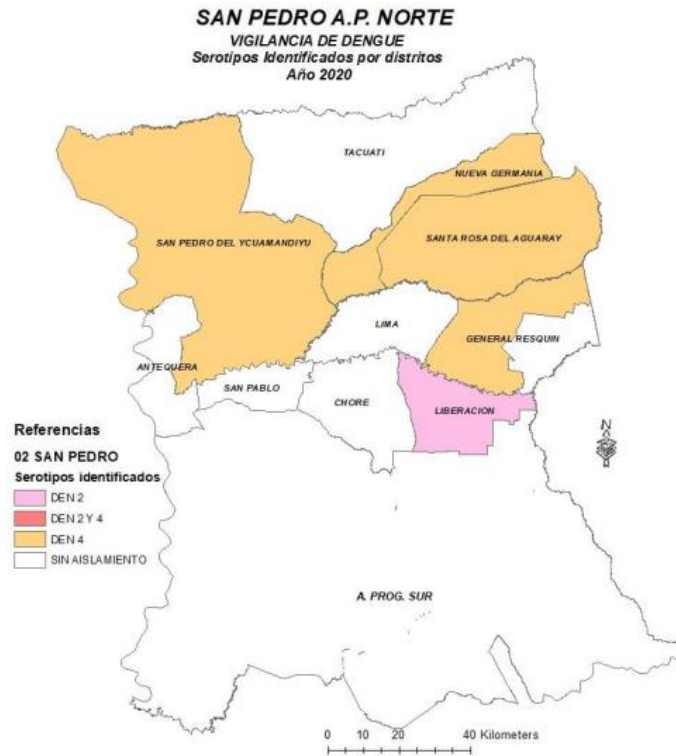 SAN PEDRO A.P. NORTE
VIGILANCIA DE DENGUE
Serotipos Identificados por distritos
Año 2020
TACUATI
NUEVA GERMANIA
SAN PEDRO DEL YCUAMANDIYU
SANTA ROSA DEL AGUARAY
LIMA
GENERAL RESQUIN
ANTEQUERA
SAN PABLO
CHORE
LIBERACION
N
Referencias
02 SAN PEDRO
Serotipos identificados
DEN 2
DEN 2 Y 4
DEN 4
SIN AISLAMIENTO
A. PROG. SUR
0 10 20 40 Kilometers